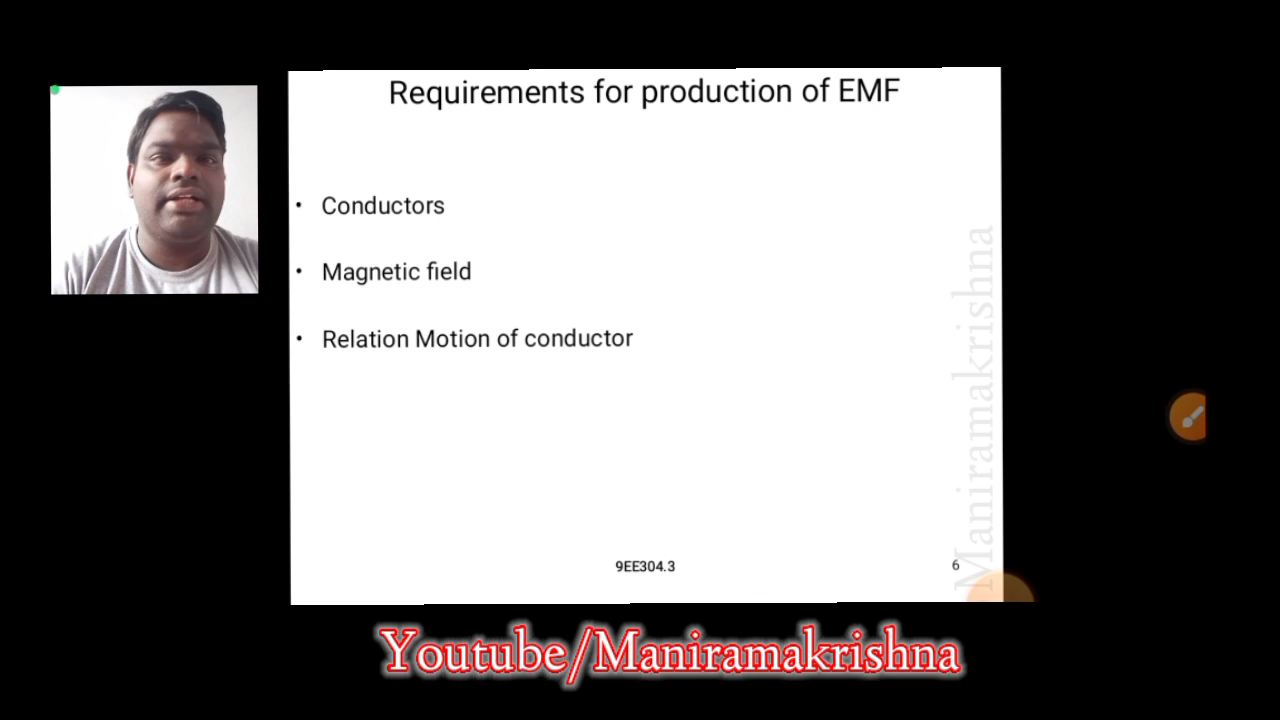 Requirements for production of EMF
• Conductors
• Magnetic field
• Relation Motion of conductor
Maniramakrishna
9EE304.3
6
Youtube/Maniramakrishna